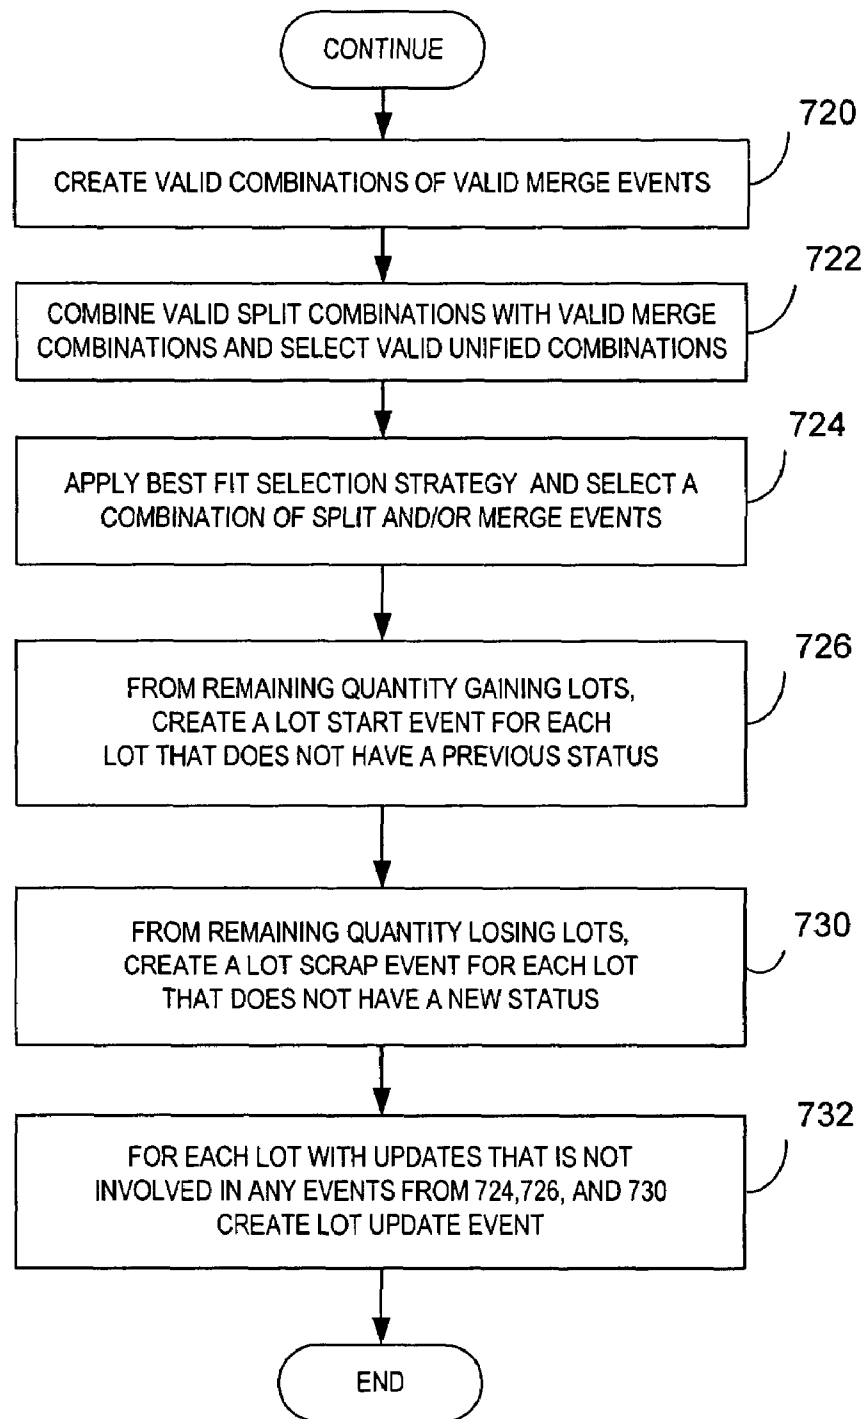 CONTINUE
720
CREATE VALID COMBINATIONS OF VALID MERGE EVENTS
722
COMBINE VALID SPLIT COMBINATIONS WITH VALID MERGE
COMBINATIONS AND SELECT VALID UNIFIED COMBINATIONS
724
APPLY BEST FIT SELECTION STRATEGY AND SELECT A
COMBINATION OF SPLIT AND/OR MERGE EVENTS
726
FROM REMAINING QUANTITY GAINING LOTS,
CREATE A LOT START EVENT FOR EACH
LOT THAT DOES NOT HAVE A PREVIOUS STATUS
730
FROM REMAINING QUANTITY LOSING LOTS,
CREATE A LOT SCRAP EVENT FOR EACH LOT
THAT DOES NOT HAVE A NEW STATUS
732
FOR EACH LOT WITH UPDATES THAT IS NOT
INVOLVED IN ANY EVENTS FROM 724,726, AND 730
CREATE LOT UPDATE EVENT
END